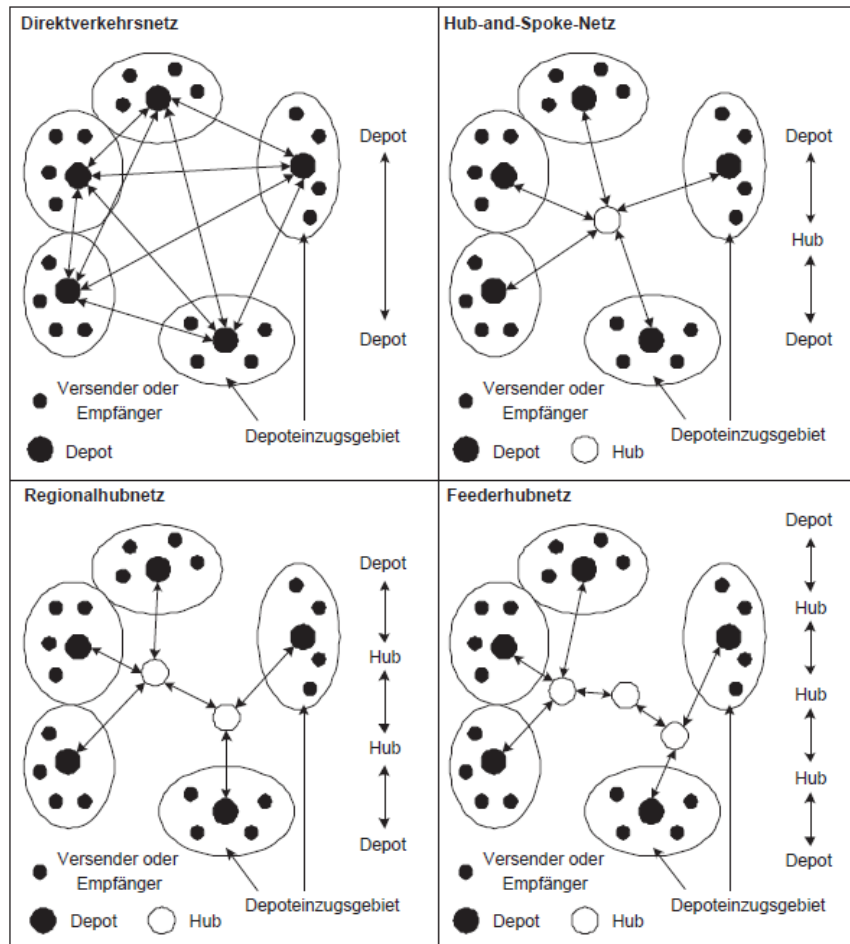 Direktverkehrsnetz
Depot
Depot
Versender oder
Empfänger
Depoteinzugsgebiet
Depot
Hub-and-Spoke-Netz
Depot
Hub
Depot
Versender oder
Empfänger
Depoteinzugsgebiet
Depot
Hub
Regionalhubnetz
Depot
Hub
Hub
Depot
Versender oder
Empfänger
Depoteinzugsgebiet
Depot
Hub
Feederhubnetz
Depot
Hub
Hub
Hub
Depot
Versender oder
Empfänger
Depoteinzugsgebiet
Depot
Hub